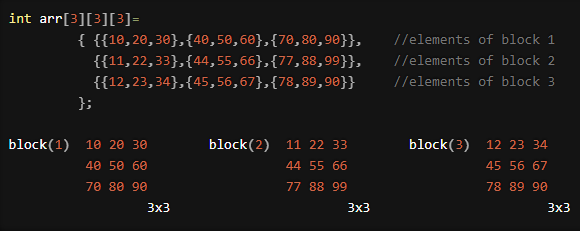 int arr[3][3][3]=
{ {{10,20,30},{40,50,60},{70,80,90}}, //elements of block 1
{{11,22,33},{44,55,66},{77,88,99}}, //elements of block 2
{{12,23,34},{45,56,67},{78,89,90}} //elements of block 3
};
block(1) 10 20 30 block(2) 11 22 33 block(3) 12 23 34
40 50 60 44 55 66 45 56 67
70 80 90 77 88 99 78 89 90
3x3 3x3 3x3